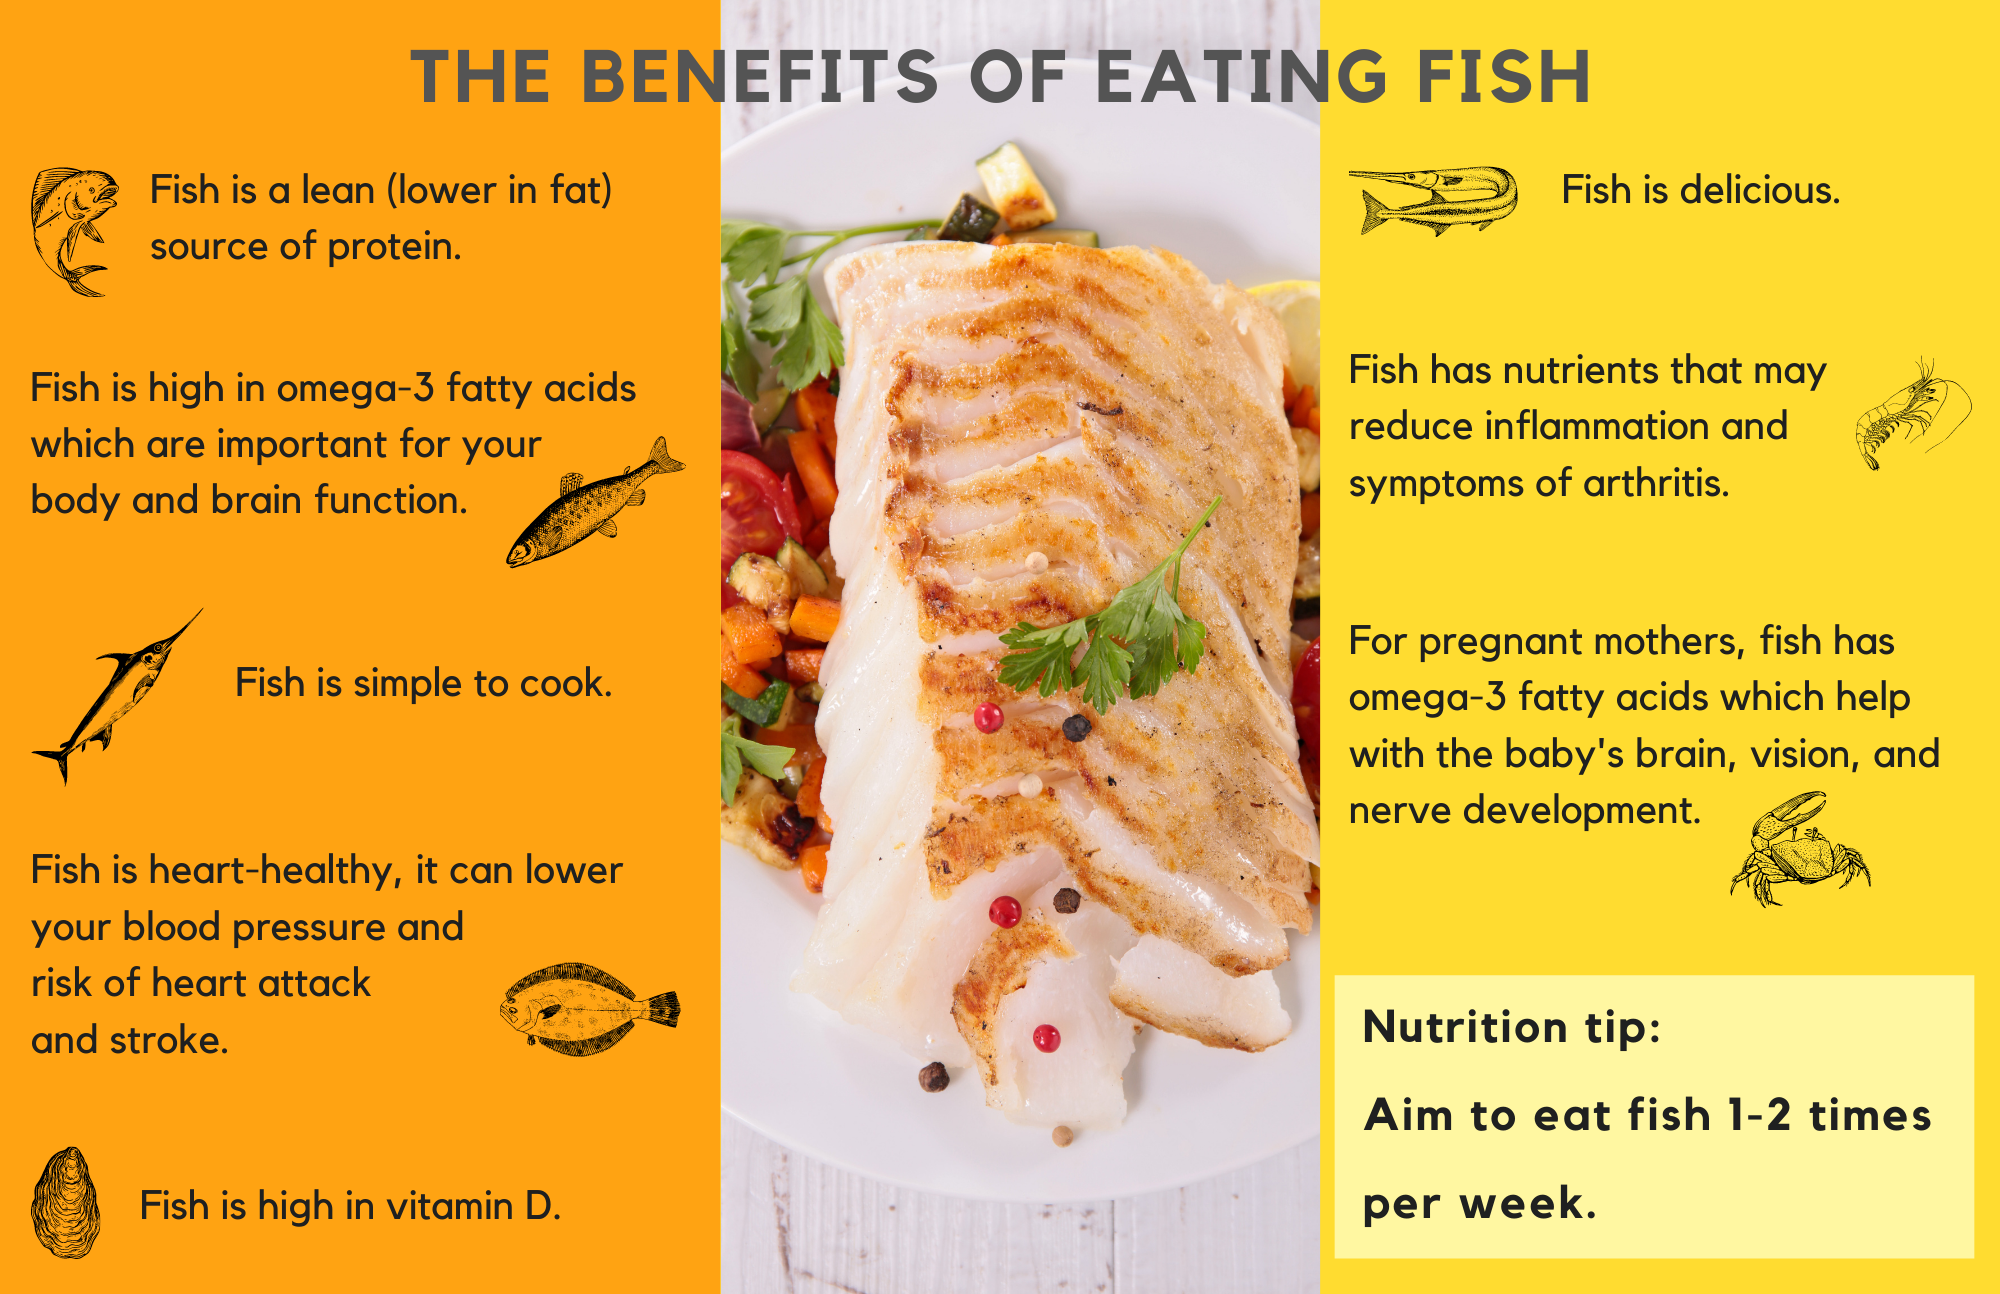 THE BENEFITS OF EATING FISH
Fish is a lean (lower in fat)
source of protein.
Fish is high in omega-3 fatty acids
which are important for your
body and brain function.
Fish is simple to cook.
Fish is heart-healthy, it can lower
your blood pressure and
risk of heart attack
and stroke.
Fish is high in vitamin D.
Fish is delicious.
Fish has nutrients that may
reduce inflammation and
symptoms of arthritis.
For pregnant mothers, fish has
omega-3 fatty acids which help
with the baby's brain, vision, and
nerve development.
Nutrition tip:
Aim to eat fish 1-2 times
per week.